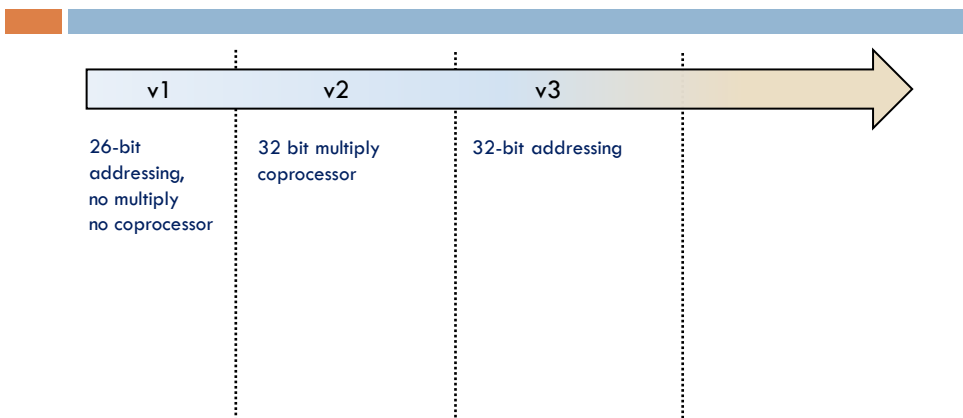 v1
v2
v3
26-bit
addressing,
no multiply
no coprocessor
32 bit multiply
coprocessor
32-bit addressing